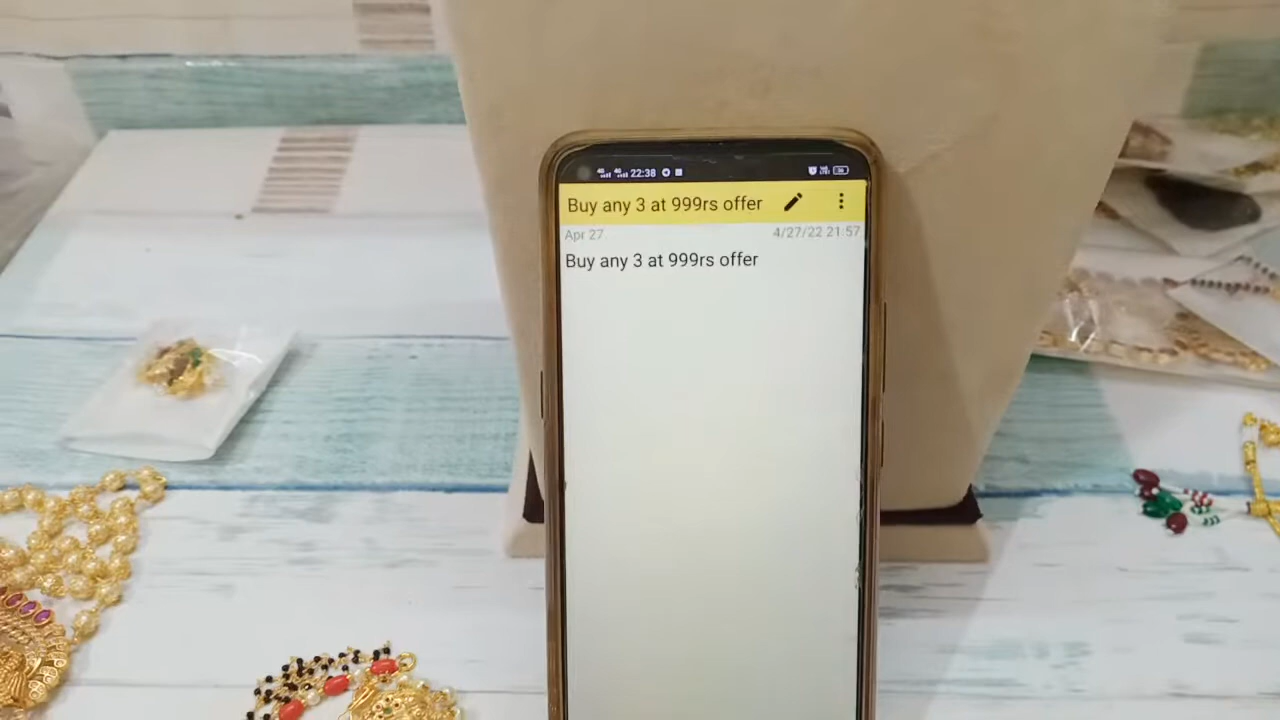 22:38
Buy any 3 at 999rs offer
Apr 27
4/27/22 21:57
Buy any 3 at 999rs offer